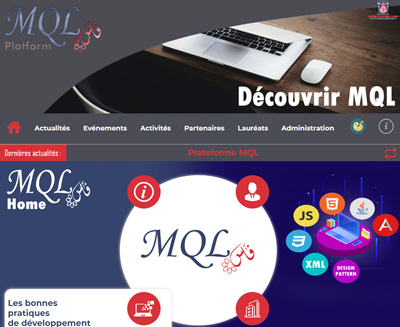 MQL فاس
Platform
Découvrir MQL
Actualités Evénements Activités Partenaires Lauréats Administration
Dernières actualités : Plateforme MQL
MQL فاس
Home
JS
5
3
XML
DESIGN
PATTERN
MQL فاس
Les bonnes
pratiques
de développement